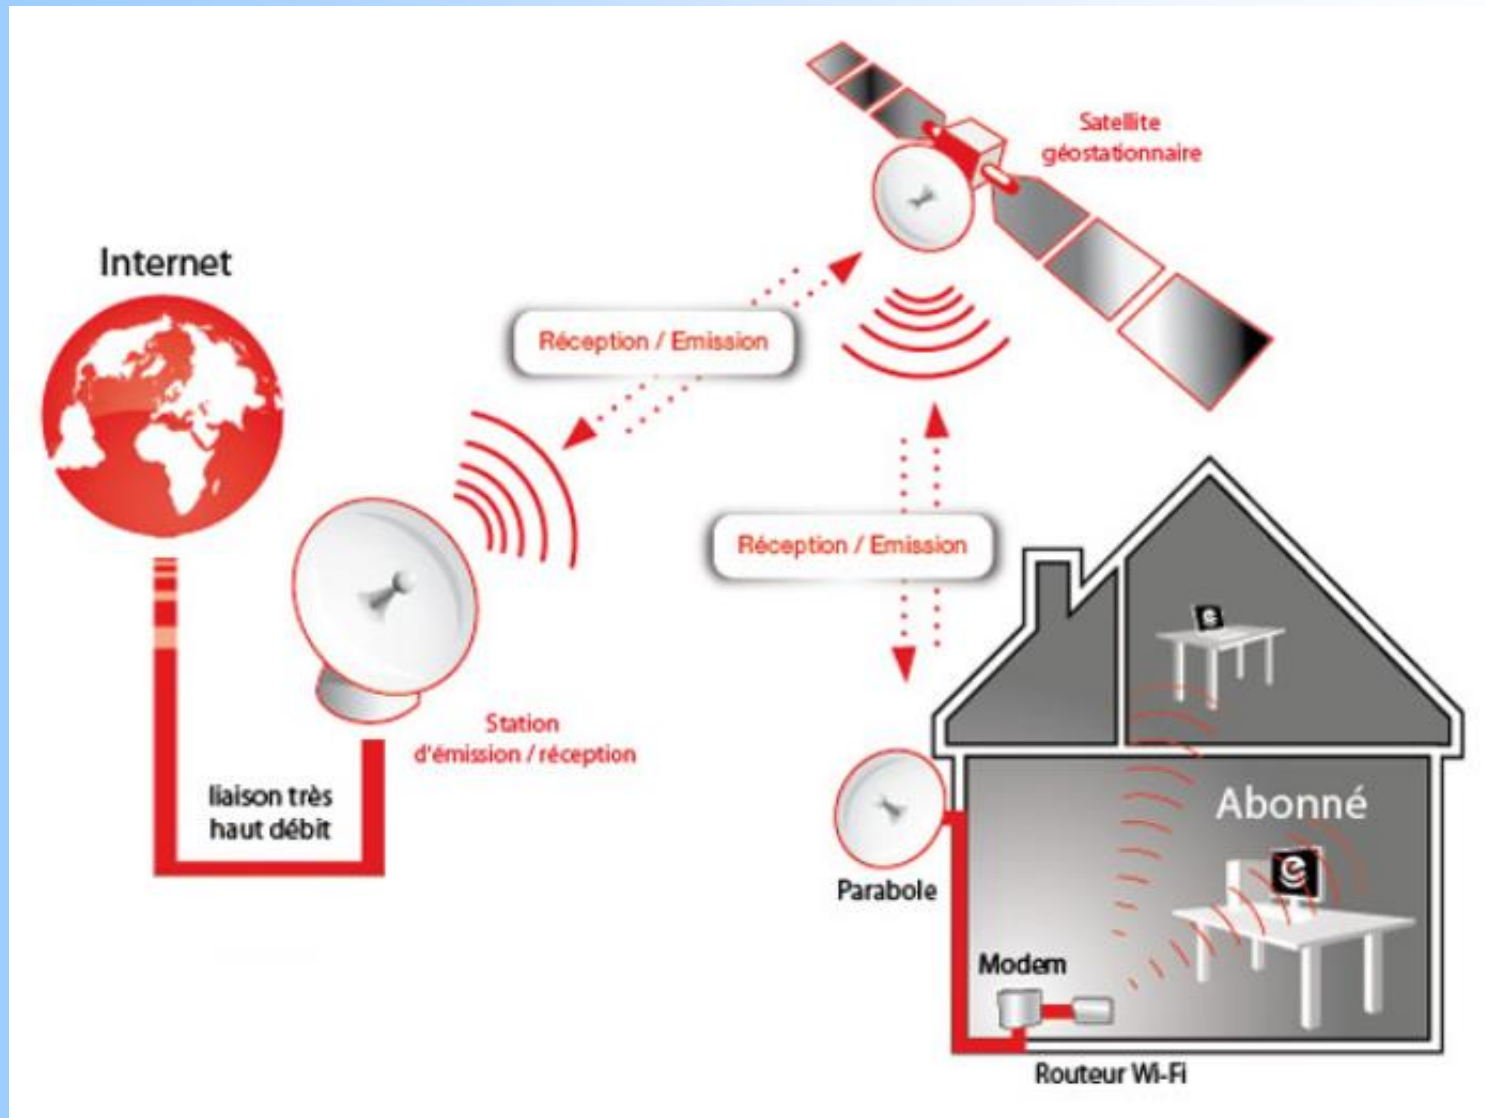 Satellite
géostationnaire
Internet
Réception / Emission
Réception / Emission
Station
d'émission / réception
liaison très
haut débit
Abonné
Parabole
Modem
Routeur Wi-Fi